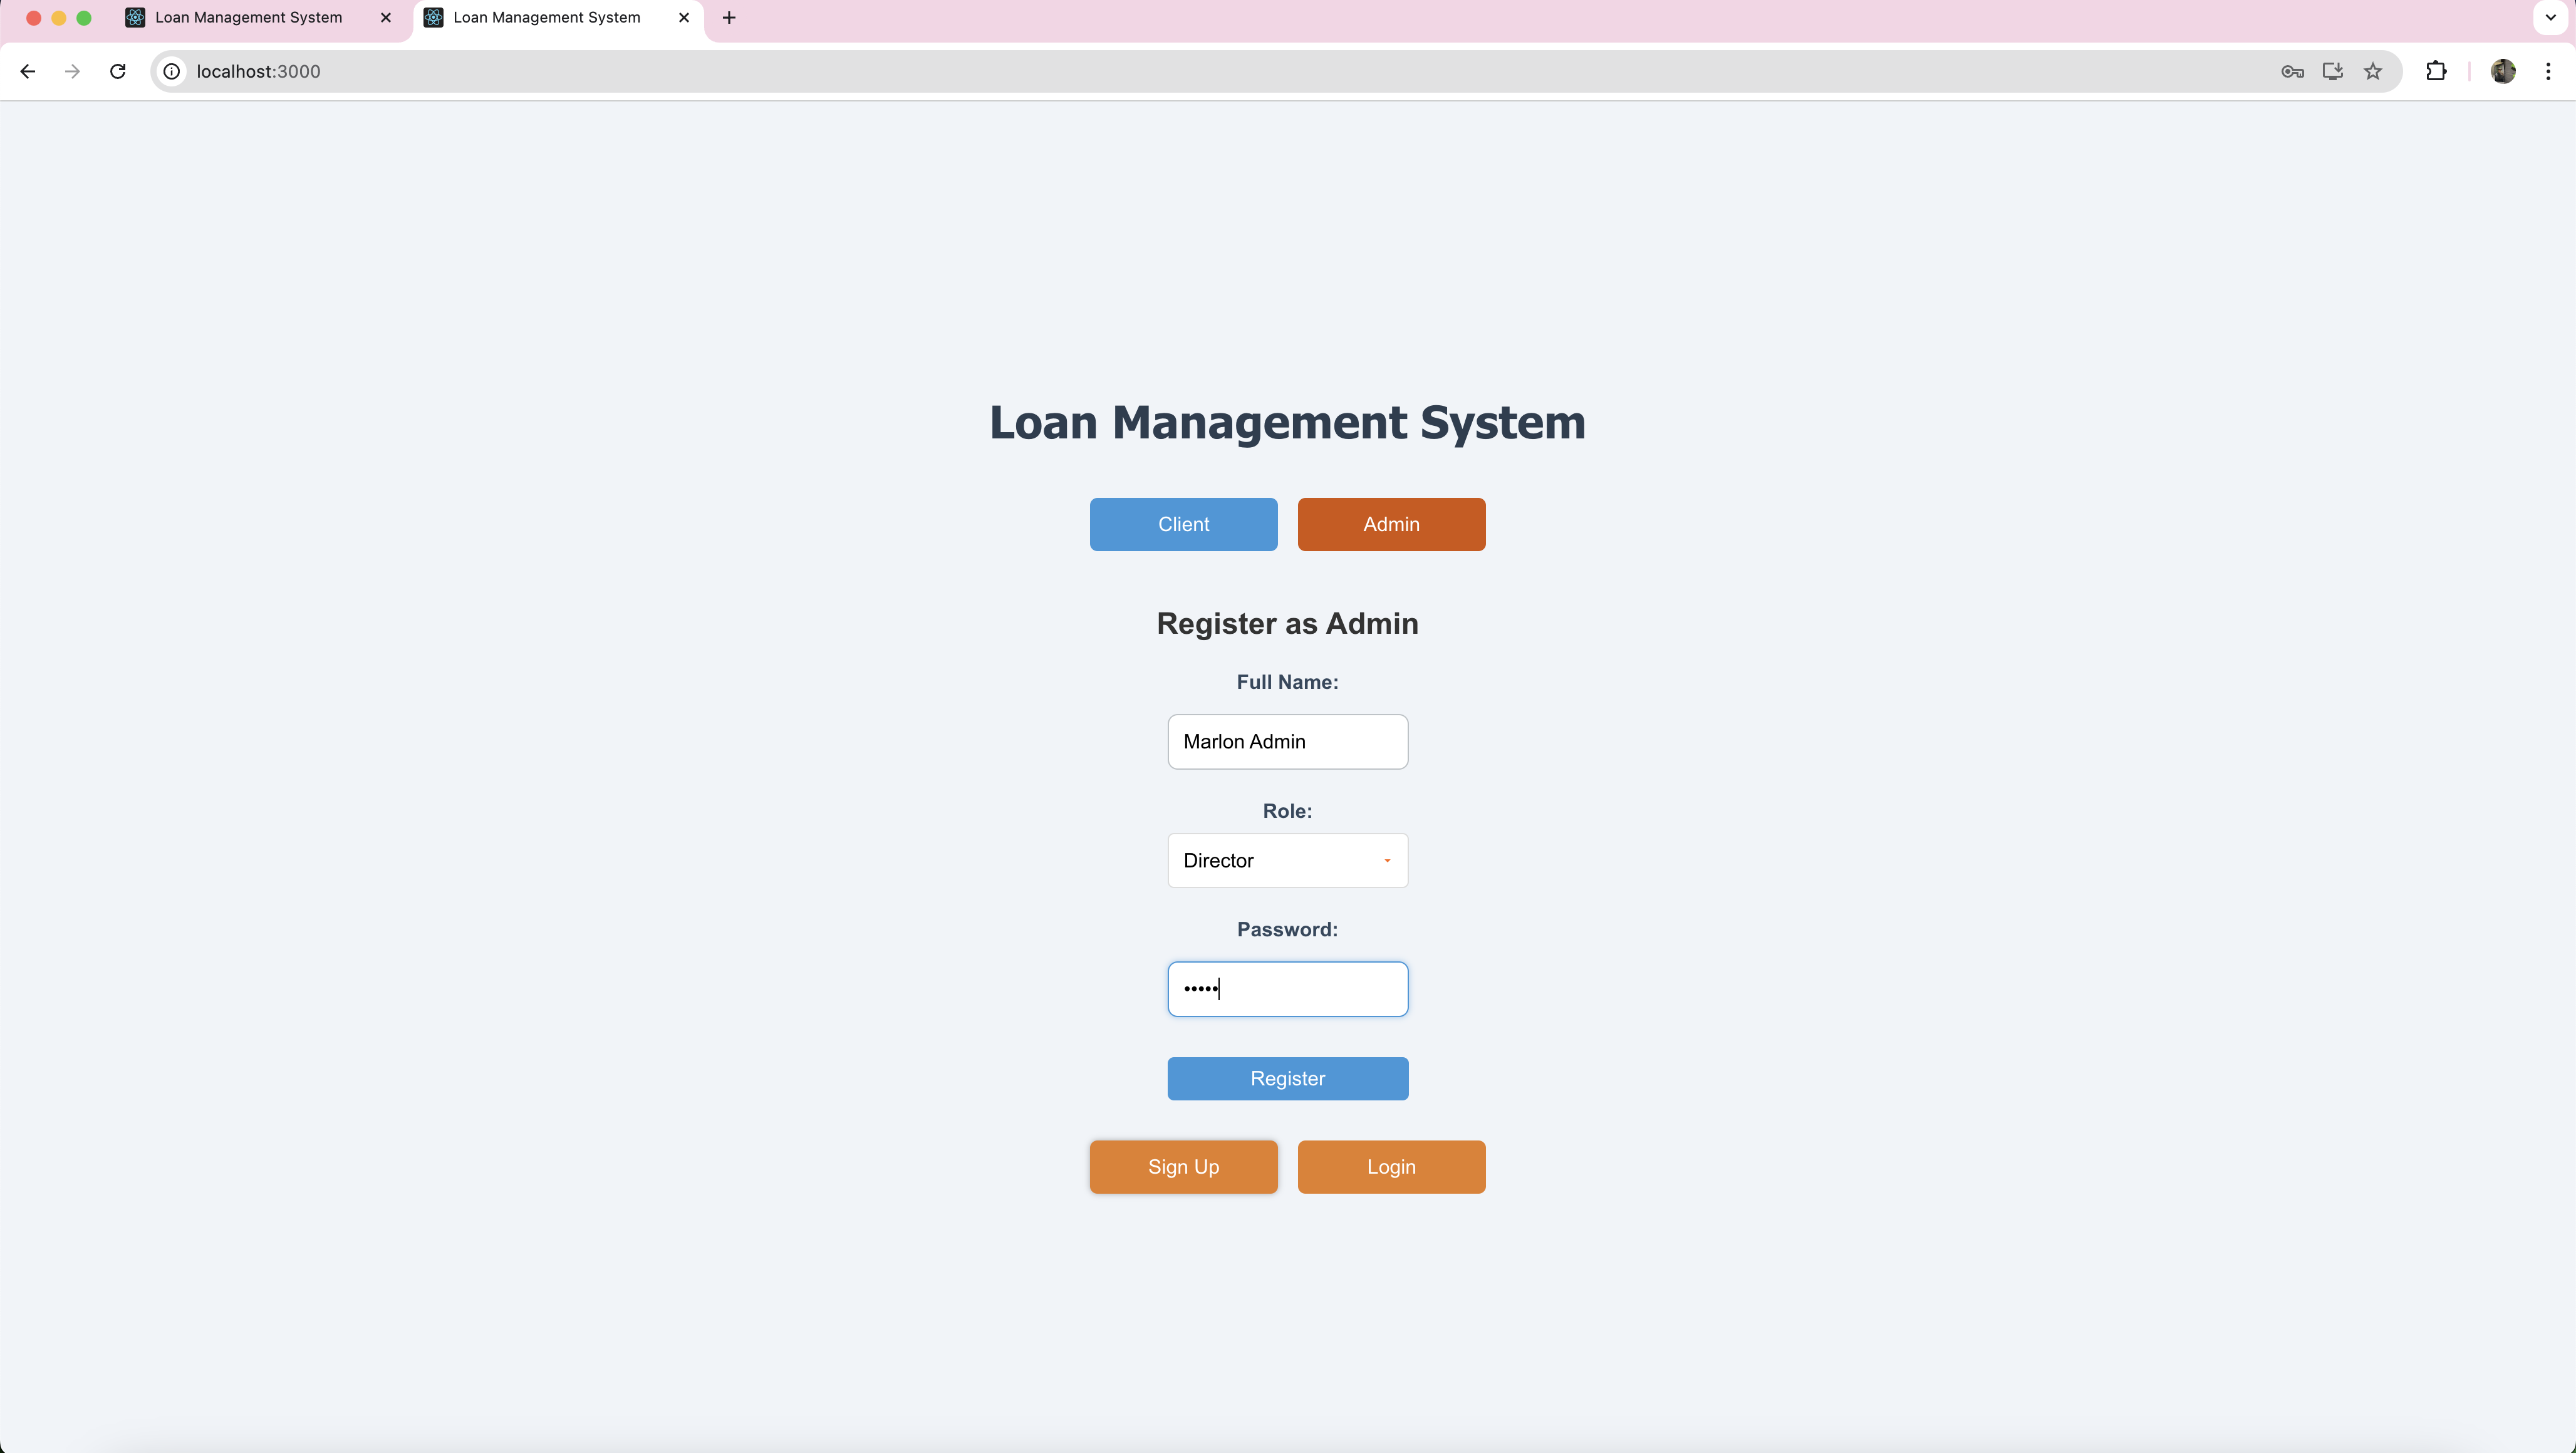 Loan Management System
Loan Management System
localhost:3000
Loan Management System
Client
Admin
Register as Admin
Full Name:
Marlon Admin
Role:
Director
Password:
•••••
Register
Sign Up
Login